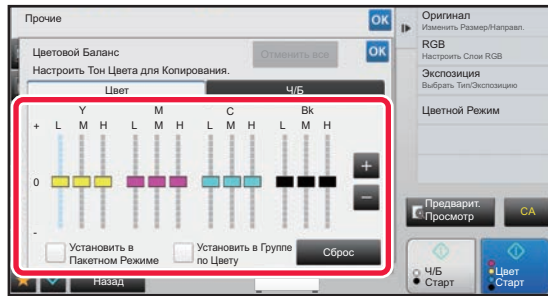 Прочие
OK
Цветовой Баланс
Отменить все
OK
Настроить Тон Цвета для Копирования.
Цвет
Ч/Б
Y M C Bk
+ L M H L M H L M H L M H
+
0
−
-
Установить в
Пакетном Режиме
Установить в Группе
по Цвету
Сброс
Назад
Оригинал
Изменить Размер/Направл.
RGB
Настроить Слои RGB
Экспозиция
Выбрать Тип/Экспозицию
Цветной Режим
Предварит.
Просмотр
CA
Ч/Б
Старт
Цвет
Старт